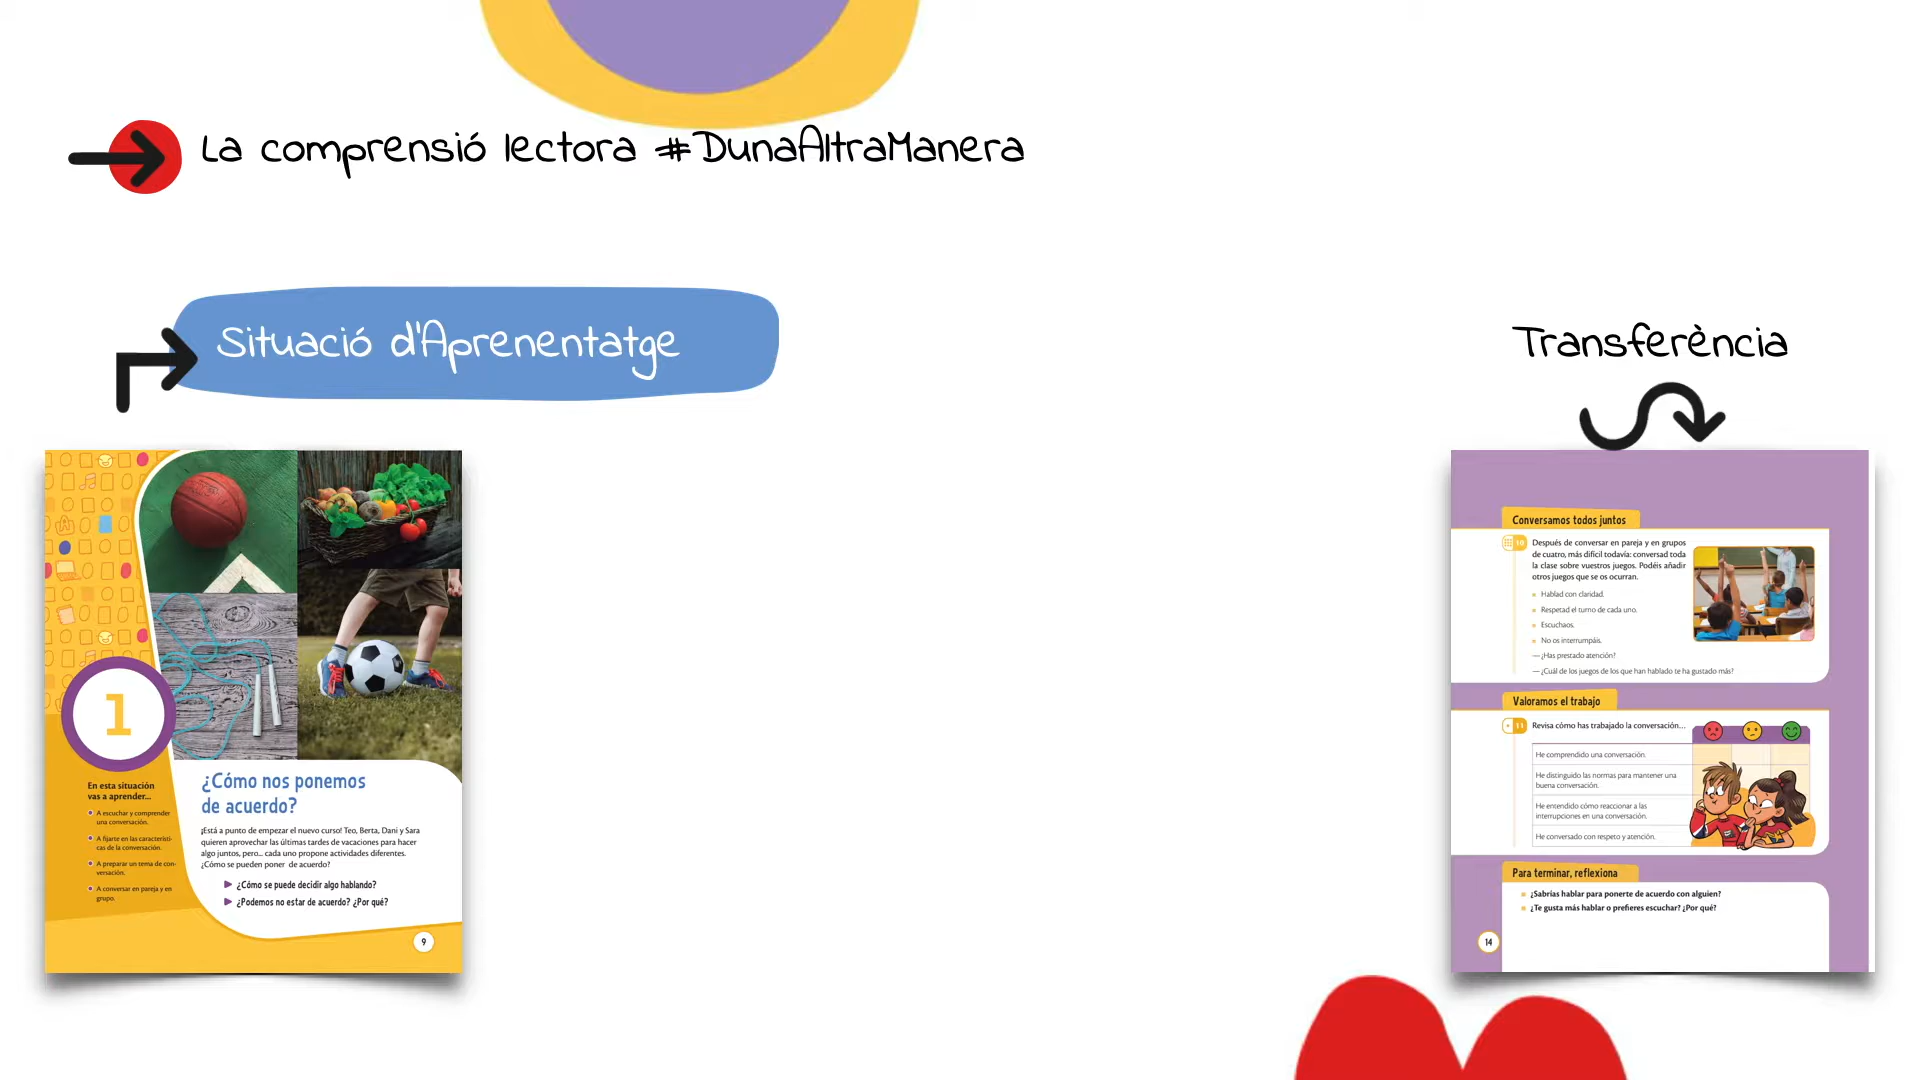 La comprensió lectora #DunaAltraManera
Situació d'Aprenentatge
Transferència
1
En esta situación
vas a aprender...
A escuchar y comprender
una conversación.
A fijarte en las característi-
cas de la conversación.
A preparar un tema de con-
versación.
A conversar en pareja y en
grupo.
¿Cómo nos ponemos
de acuerdo?
¡Está a punto de empezar el nuevo curso! Teo, Berta, Dani y Sara
quieren aprovechar las últimas tardes de vacaciones para hacer
algo juntos, pero... cada uno propone actividades diferentes.
¿Cómo se pueden poner de acuerdo?
¿Cómo se puede decidir algo hablando?
¿Podemos no estar de acuerdo? ¿Por qué?
9
Conversamos todos juntos
10
Después de conversar en pareja y en grupos
de cuatro, más difícil todavía: conversad toda
la clase sobre vuestros juegos. Podéis añadir
otros juegos que se os ocurran.
Hablad con claridad.
Respetad el turno de cada uno.
Escuchaos.
No os interrumpáis.
—¿Has prestado atención?
—¿Cuál de los juegos de los que han hablado te ha gustado más?
Valoramos el trabajo
11
Revisa cómo has trabajado la conversación...
He comprendido una conversación.
He distinguido las normas para mantener una
buena conversación.
He entendido cómo reaccionar a las
interrupciones en una conversación.
He conversado con respeto y atención.
Para terminar, reflexiona
¿Sabrías hablar para ponerte de acuerdo con alguien?
¿Te gusta más hablar o prefieres escuchar? ¿Por qué?
14